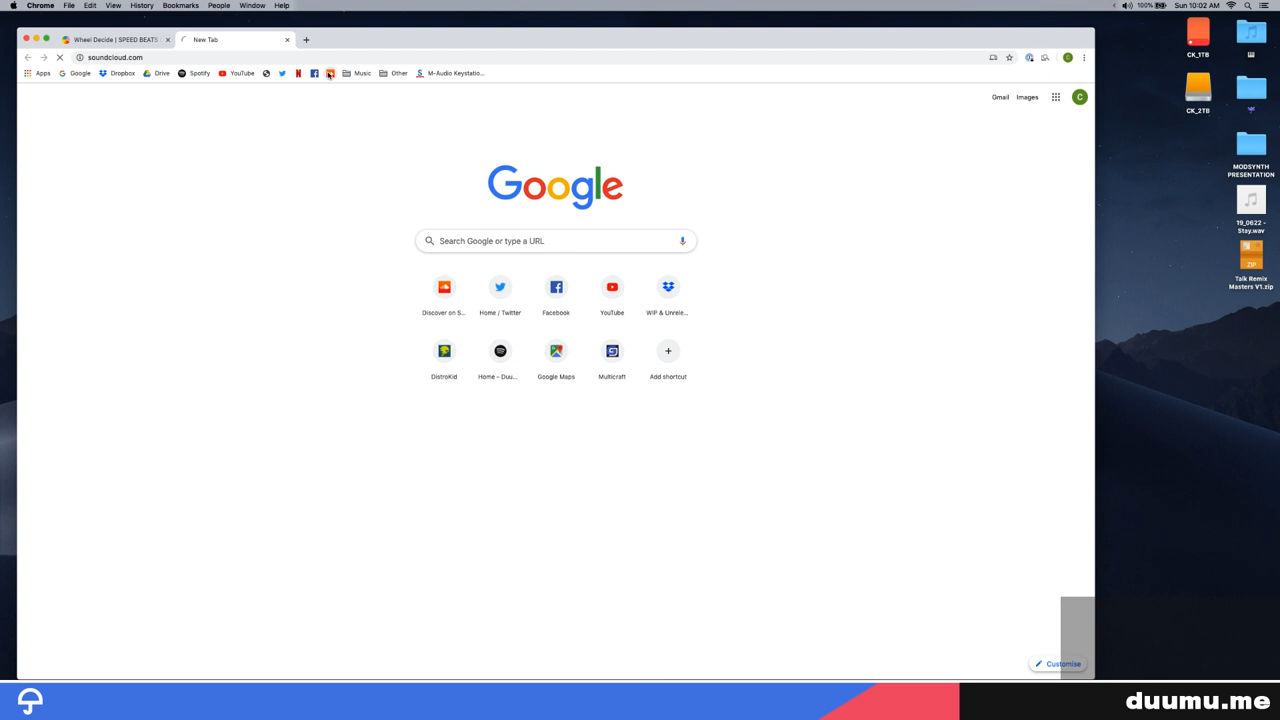 Chrome File Edit View History Bookmarks People Window Help
100% Sun 10:02 AM
Wheel Decide | SPEED BEATS
New Tab
soundcloud.com
Apps Google Dropbox Drive Spotify YouTube Music Other M-Audio Keystatio...
Gmail Images C
C
Google
Search Google or type a URL
Discover on S... Home / Twitter Facebook YouTube WIP & Unrele...
DistroKid Home – Duu... Google Maps Multicraft Add shortcut
Customise
CK_1TB
CK_2TB
MODSYNTH
PRESENTATION
19_0622 -
Stay.wav
ZIP
Talk Remix
Masters V1.zip
duumu.me